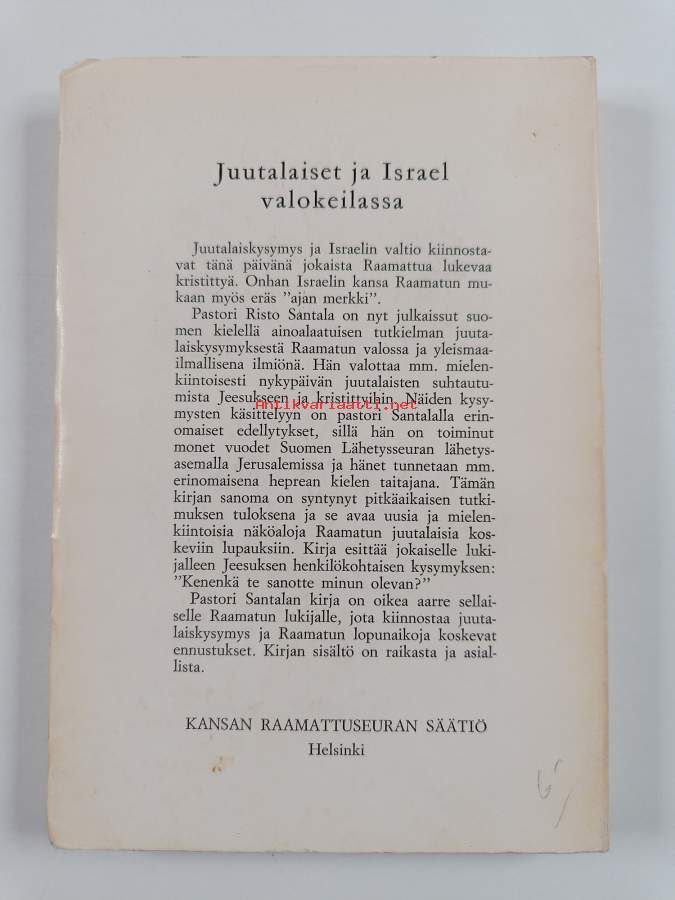 Juutalaiset ja Israel
valokeilassa
Juutalaiskysymys ja Israelin valtio kiinnosta-
vat tänä päivänä jokaista Raamattua lukevaa
kristittyä. Onhan Israelin kansa Raamatun mu-
kaan myös eräs ”ajan merkki”.
Pastori Risto Santala on nyt julkaissut suo-
men kielellä ainoalaatuisen tutkielman juuta-
laiskysymyksestä Raamatun valossa ja yleismaa-
ilmallisena ilmiönä. Hän valottaa mm. mielen-
kiintoisesti nykypäivän juutalaisten suhtautu-
mista Jeesukseen ja kristittyihin. Näiden kysy-
Antikvariaatti.net
mysten käsittelyyn on pastori Santalalla erin-
omaiset edellytykset, sillä hän on toiminut
monet vuodet Suomen Lähetysseuran lähetys-
asemalla Jerusalemissa ja hänet tunnetaan mm.
erinomaisena heprean kielen taitajana. Tämän
kirjan sanoma on syntynyt pitkäaikaisen tutki-
muksen tuloksena ja se avaa uusia ja mielen-
kiintoisia näköaloja Raamatun juutalaisia kos-
keviin lupauksiin. Kirja esittää jokaiselle luki-
jalleen Jeesuksen henkilökohtaisen kysymyksen:
”Kenenkä te sanotte minun olevan?”
Pastori Santalan kirja on oikea aarre sellai-
selle Raamatun lukijalle, jota kiinnostaa juuta-
laiskysymys ja Raamatun lopunaikoja koskevat
ennustukset. Kirjan sisältö on raikasta ja asial-
lista.
KANSAN RAAMATTUSEURAN SÄÄTIÖ
Helsinki